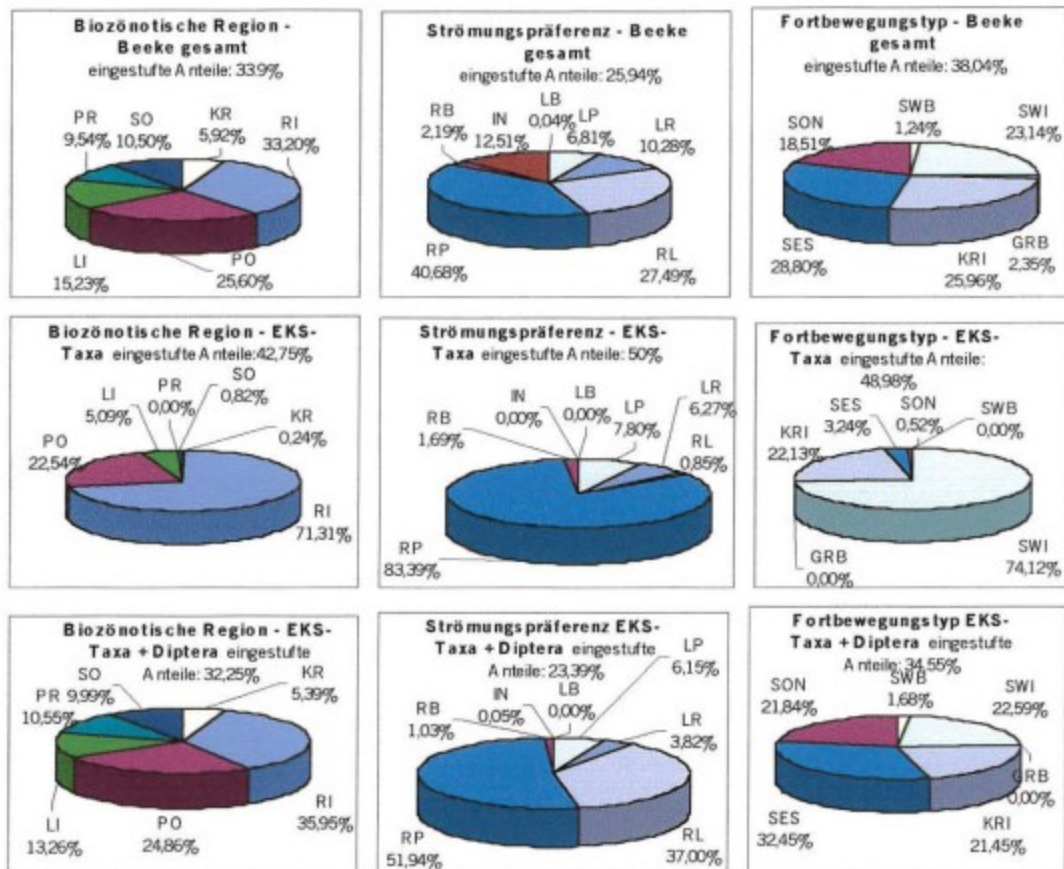 Biozönotische Region -
Beeke gesamt
eingestufte Anteile: 33.9%
PR
9,54%
SO
10,50%
KR
5,92%
RI
33,20%
LI
15,23%
PO
25,60%
Strömungspräferenz - Beeke
gesamt
eingestufte Anteile: 25,94%
RB
2,19%
IN
12,51%
LB
0,04%
LP
6,81%
LR
10,28%
RP
40,68%
RL
27,49%
Fortbewegungstyp - Beeke
gesamt
eingestufte Anteile: 38,04%
SON
18,51%
SWB
1,24%
SWI
23,14%
SES
28,80%
KRI
25,96%
GRB
2,35%
Biozönotische Region - EKS-
Taxa eingestufte Anteile:42,75%
LI
5,09%
PR
0,00%
SO
0,82%
KR
0,24%
PO
22,54%
RI
71,31%
Strömungspräferenz - EKS-
Taxa eingestufte Anteile: 50%
RB
1,69%
IN
0,00%
LB
0,00%
LP
7,80%
LR
6,27%
RL
0,85%
RP
83,39%
Fortbewegungstyp - EKS-
Taxa eingestufte Anteile:
48,98%
KRI
22,13%
SES
3,24%
SON
0,52%
SWB
0,00%
GRB
0,00%
SWI
74,12%
Biozönotische Region - EKS-
Taxa + Diptera eingestufte
Anteile: 32,25%
PR
10,55%
SO
9,99%
KR
5,39%
LI
13,26%
PO
24,86%
RI
35,95%
Strömungspräferenz EKS-
Taxa + Diptera eingestufte
Anteile: 23,39%
RB
1,03%
IN
0,05%
LB
0,00%
LP
6,15%
LR
3,82%
RP
51,94%
RL
37,00%
Fortbewegungstyp - EKS-
Taxa + Diptera eingestufte
Anteile: 34,55%
SON
21,84%
SWB
1,68%
SWI
22,59%
GRB
0,00%
SES
32,45%
KRI
21,45%